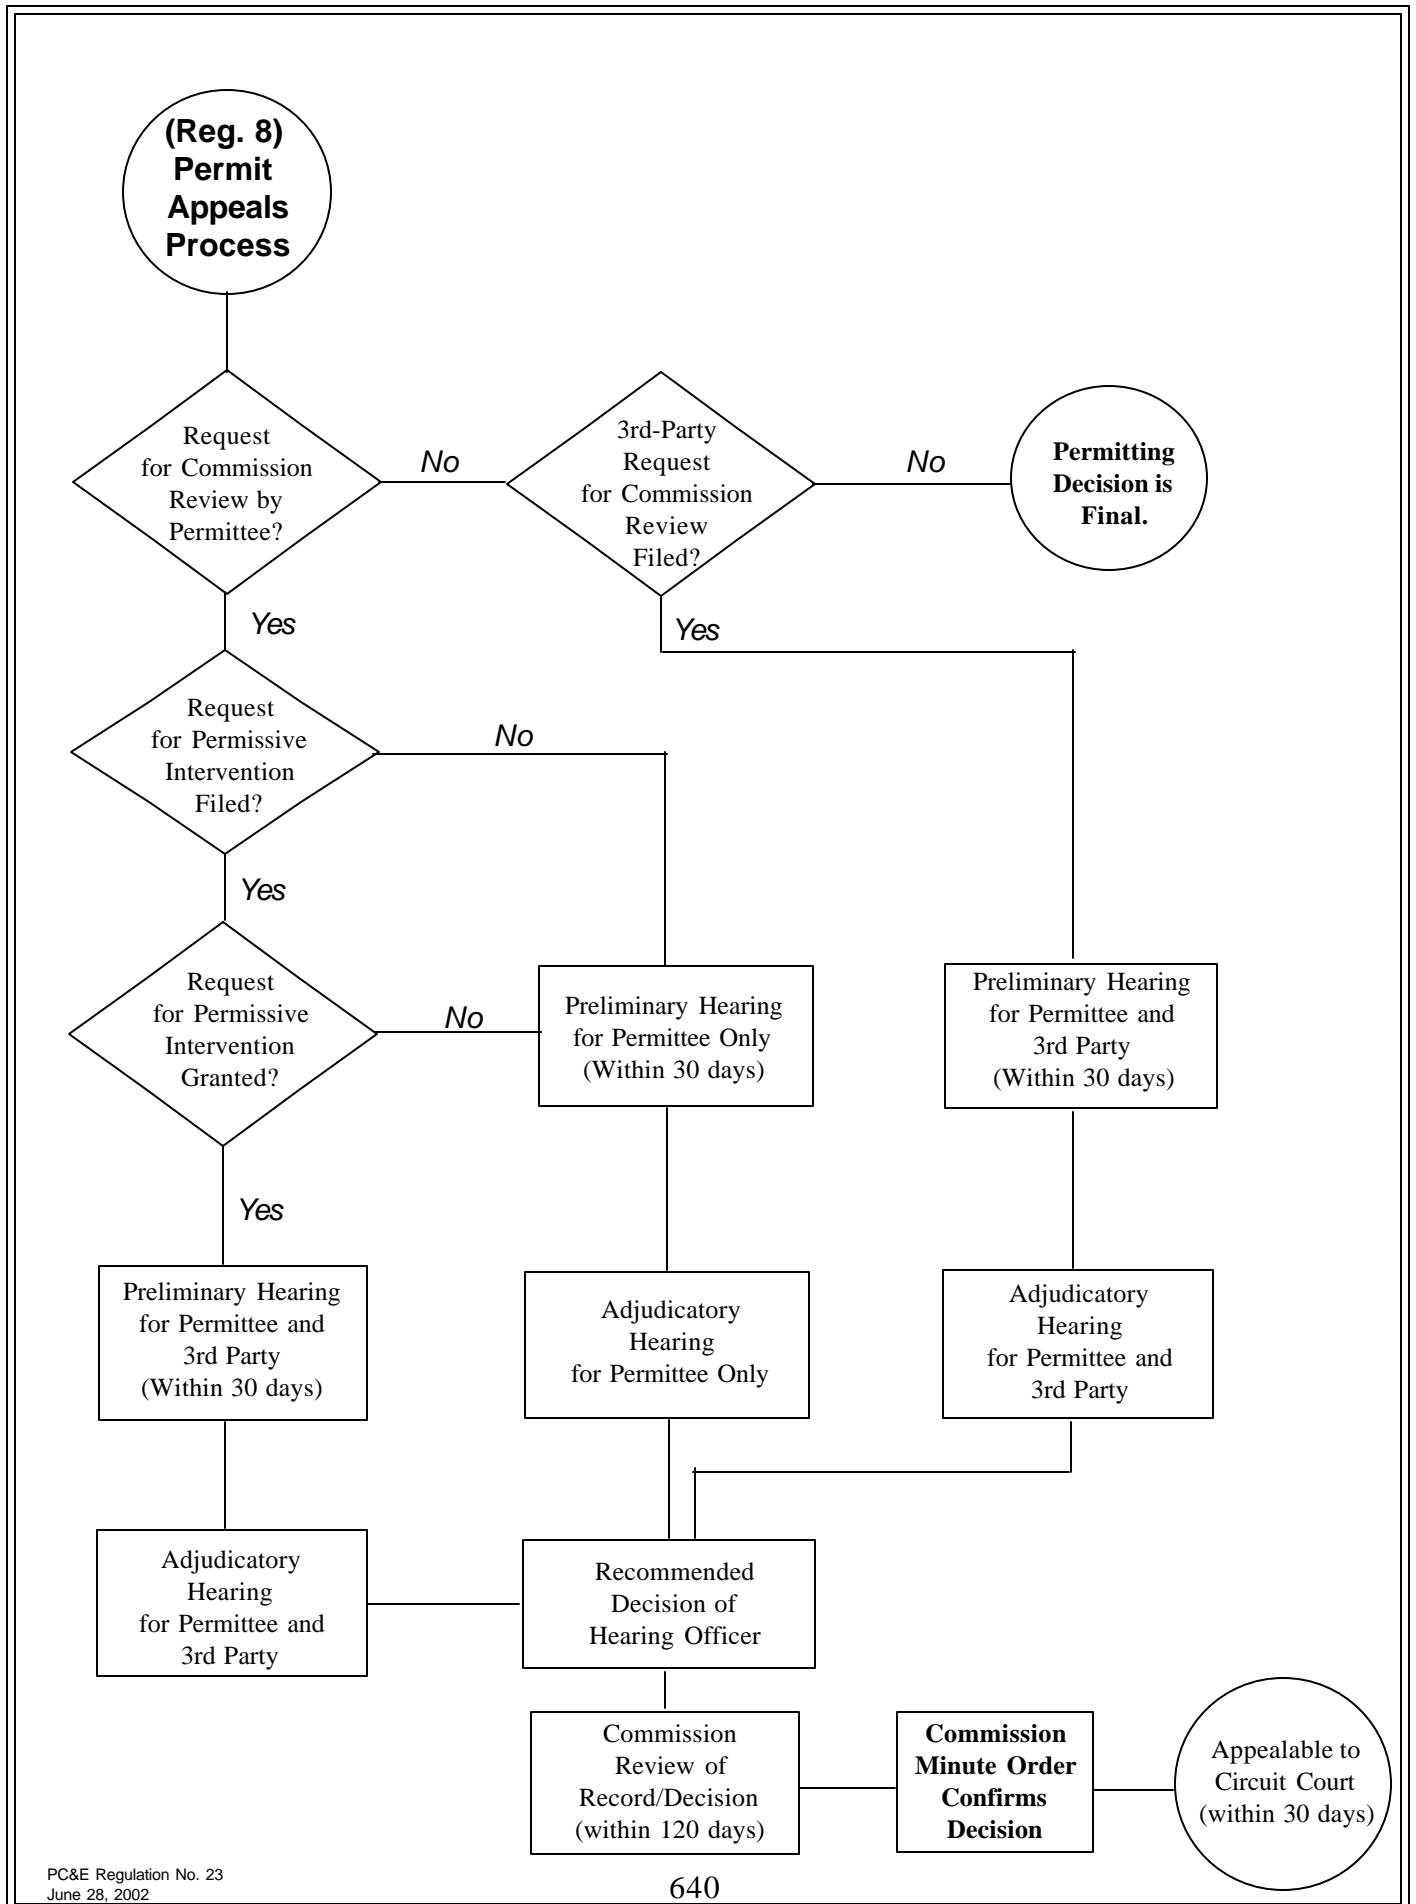 (Reg. 8)
Permit
Appeals
Process
Request
for Commission
Review by
Permittee?
No
3rd-Party
Request
for Commission
Review
Filed?
No
Permitting
Decision is
Final.
Yes
Yes
Request
for Permissive
Intervention
Filed?
No
Yes
Request
for Permissive
Intervention
Granted?
No
Preliminary Hearing
for Permittee Only
(Within 30 days)
Preliminary Hearing
for Permittee and
3rd Party
(Within 30 days)
Yes
Preliminary Hearing
for Permittee and
3rd Party
(Within 30 days)
Adjudicatory
Hearing
for Permittee Only
Adjudicatory
Hearing
for Permittee and
3rd Party
Adjudicatory
Hearing
for Permittee and
3rd Party
Recommended
Decision of
Hearing Officer
Commission
Review of
Record/Decision
(within 120 days)
Commission
Minute Order
Confirms
Decision
Appealable to
Circuit Court
(within 30 days)
PC&E Regulation No. 23
June 28, 2002
640